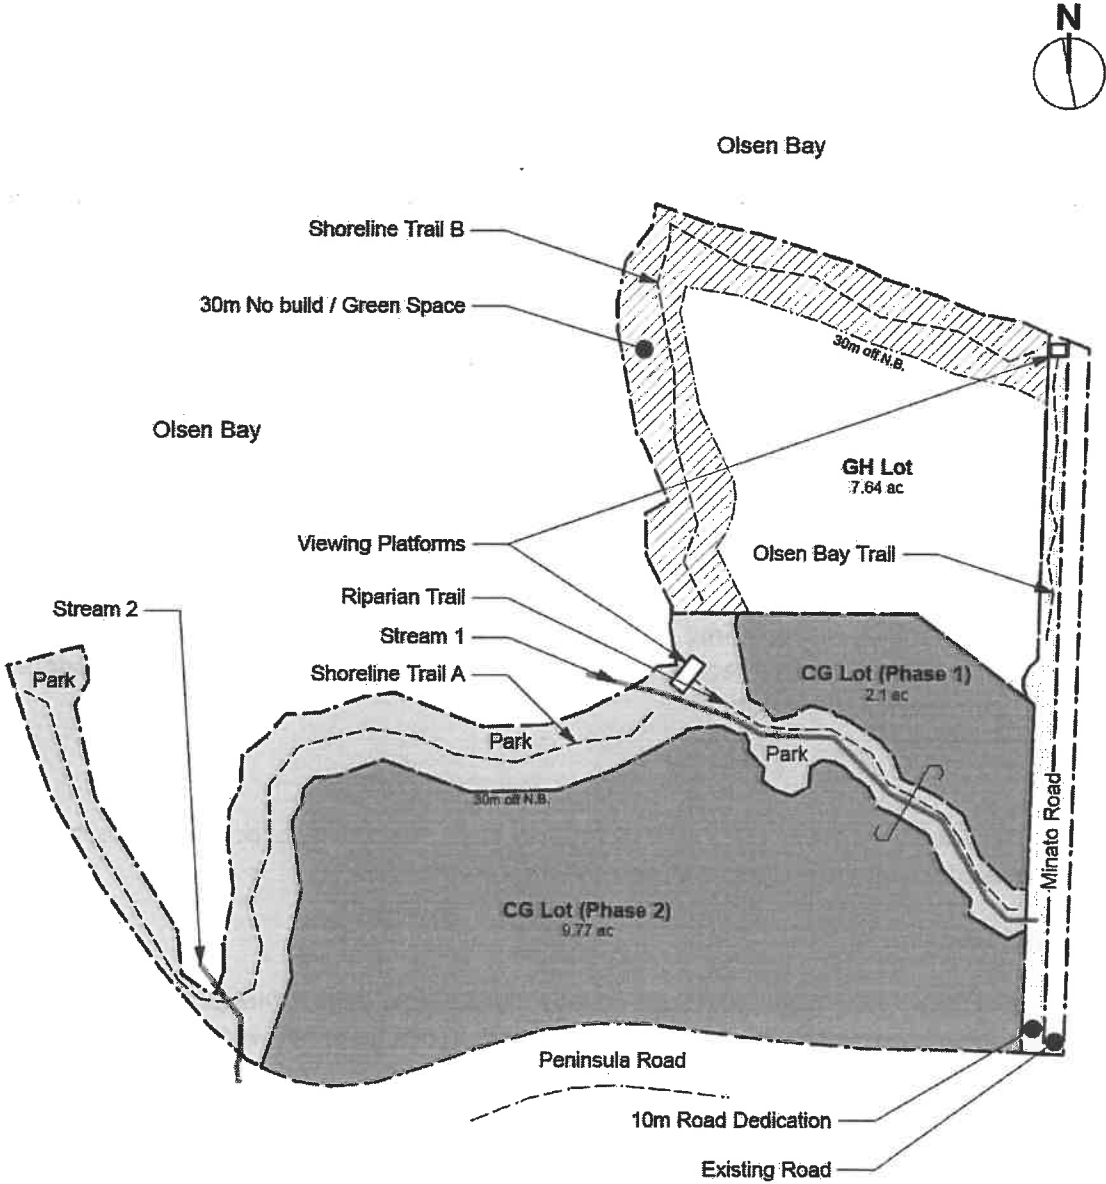 N
Olsen Bay
Shoreline Trail B
30m No build / Green Space
30m off N.B.
Olsen Bay
GH Lot
7.64 ac
Viewing Platforms
Olsen Bay Trail
Riparian Trail
Stream 2
Stream 1
Shoreline Trail A
CG Lot (Phase 1)
2.1 ac
Park
Park
Park
30m off N.B.
Minato Road
CG Lot (Phase 2)
9.77 ac
Peninsula Road
10m Road Dedication
Existing Road